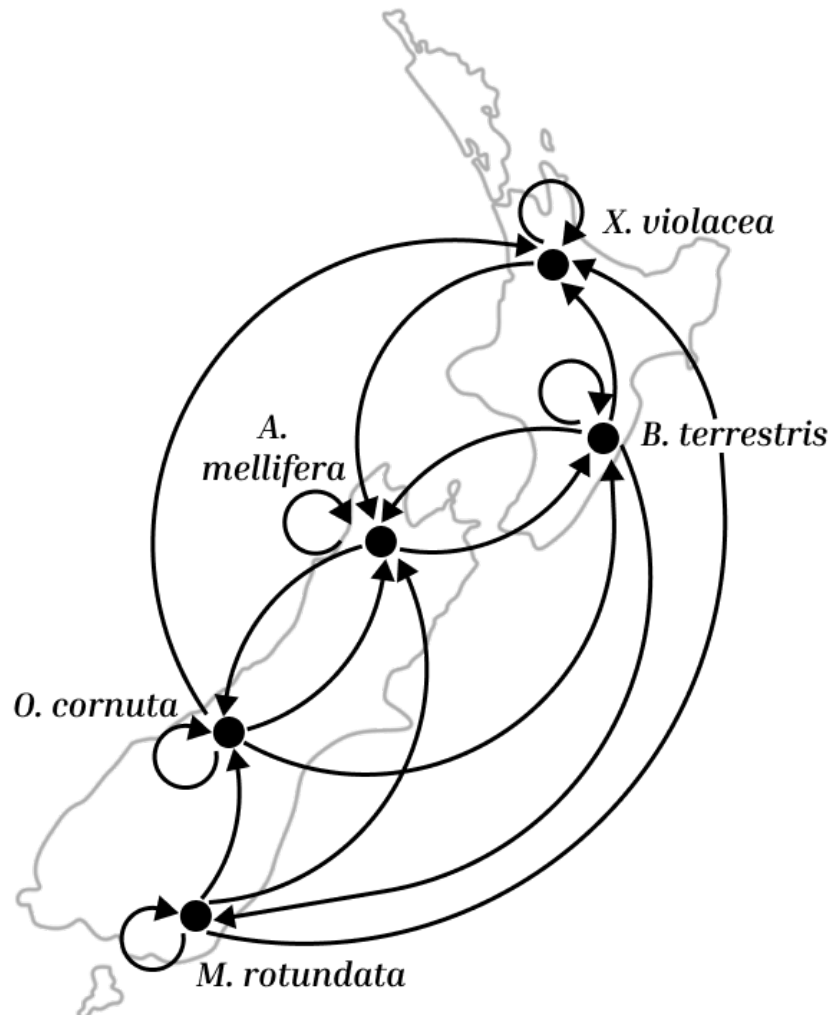 X. violacea
B. terrestris
A.
mellifera
O. cornuta
M. rotundata